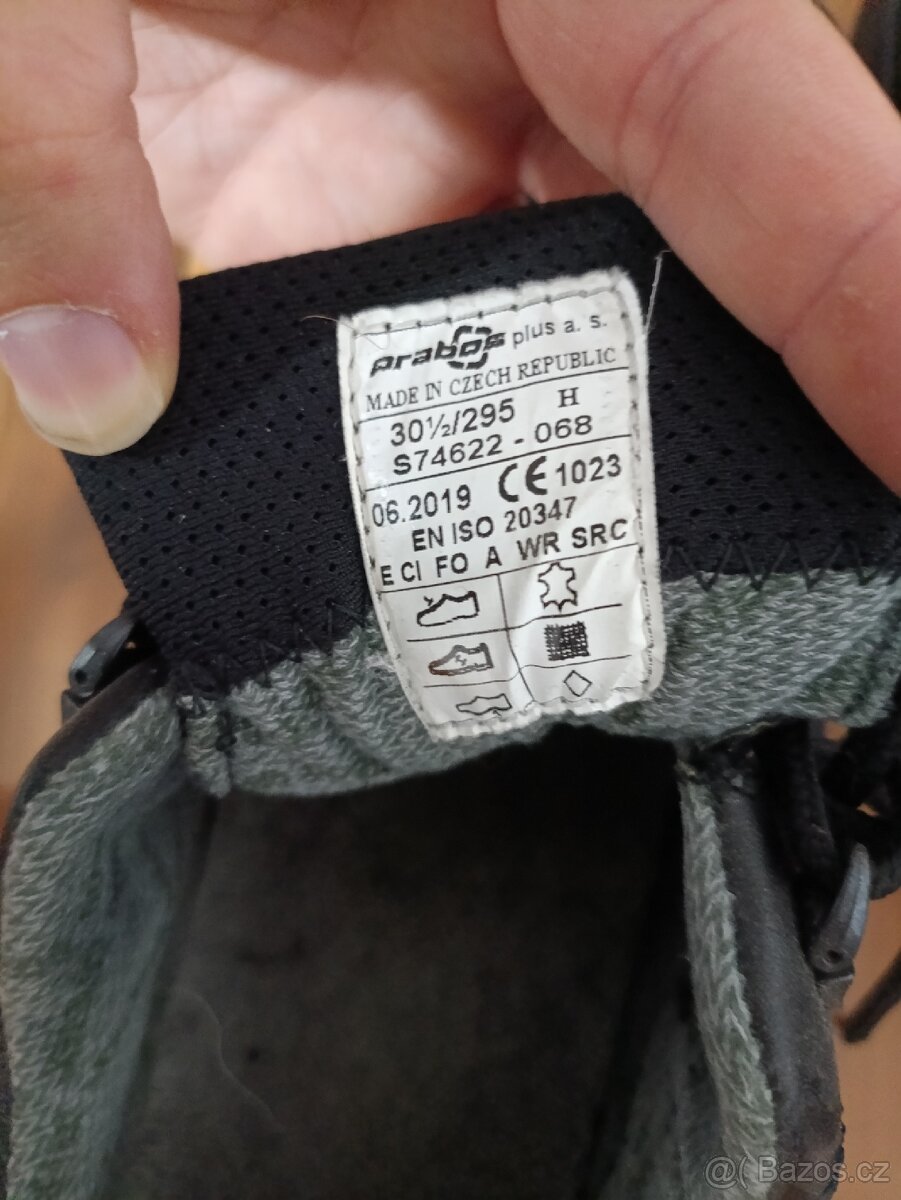 prabos plus a. s.
MADE IN CZECH REPUBLIC
30½/295 H
S74622 - 068
06.2019 CE 1023
EN ISO 20347
E CI FO A WR SRC
@( Bazos.cz